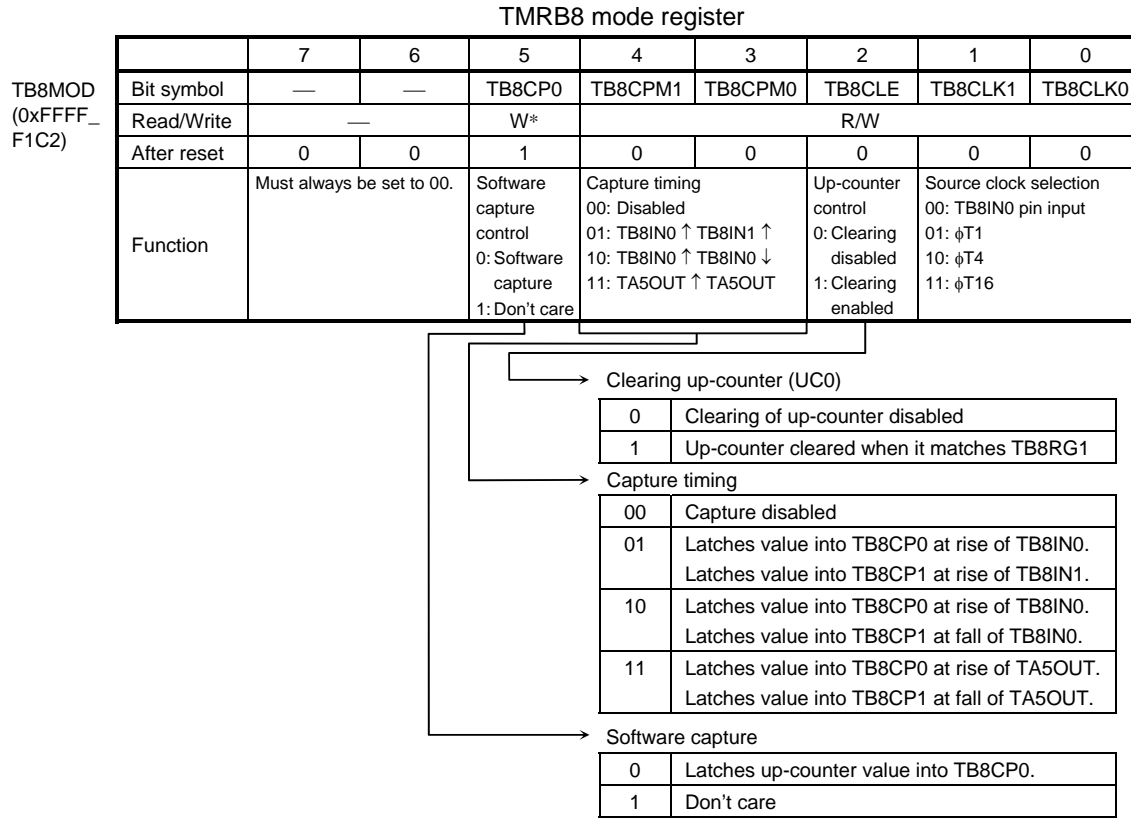 TMRB8 mode register
7 6 5 4 3 2 1 0
TB8MOD
(0xFFFF_
F1C2)
Bit symbol — — TB8CP0 TB8CPM1 TB8CPM0 TB8CLE TB8CLK1 TB8CLK0
Read/Write — W* R/W
After reset 0 0 1 0 0 0 0 0
Function
Must always be set to 00.
Software
capture
control
0: Software
capture
1: Don't care
Capture timing
00: Disabled
01: TB8IN0 ↑ TB8IN1 ↑
10: TB8IN0 ↑ TB8IN0 ↓
11: TA5OUT ↑ TA5OUT
Up-counter
control
0: Clearing
disabled
1: Clearing
enabled
Source clock selection
00: TB8IN0 pin input
01: ϕT1
10: ϕT4
11: ϕT16
Clearing up-counter (UC0)
0 Clearing of up-counter disabled
1 Up-counter cleared when it matches TB8RG1
Capture timing
00 Capture disabled
01 Latches value into TB8CP0 at rise of TB8IN0.
Latches value into TB8CP1 at rise of TB8IN1.
10 Latches value into TB8CP0 at rise of TB8IN0.
Latches value into TB8CP1 at fall of TB8IN0.
11 Latches value into TB8CP0 at rise of TA5OUT.
Latches value into TB8CP1 at fall of TA5OUT.
Software capture
0 Latches up-counter value into TB8CP0.
1 Don't care